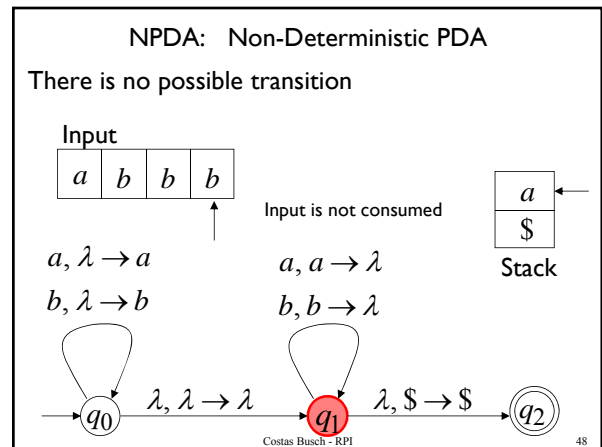 NPDA: Non-Deterministic PDA
There is no possible transition
Input
a b b b
Input is not consumed
a
$
Stack
a, λ → a
b, λ → b
a, a → λ
b, b → λ
q0
λ, λ → λ
q1
λ, $ → $
q2
Costas Busch - RPI
48